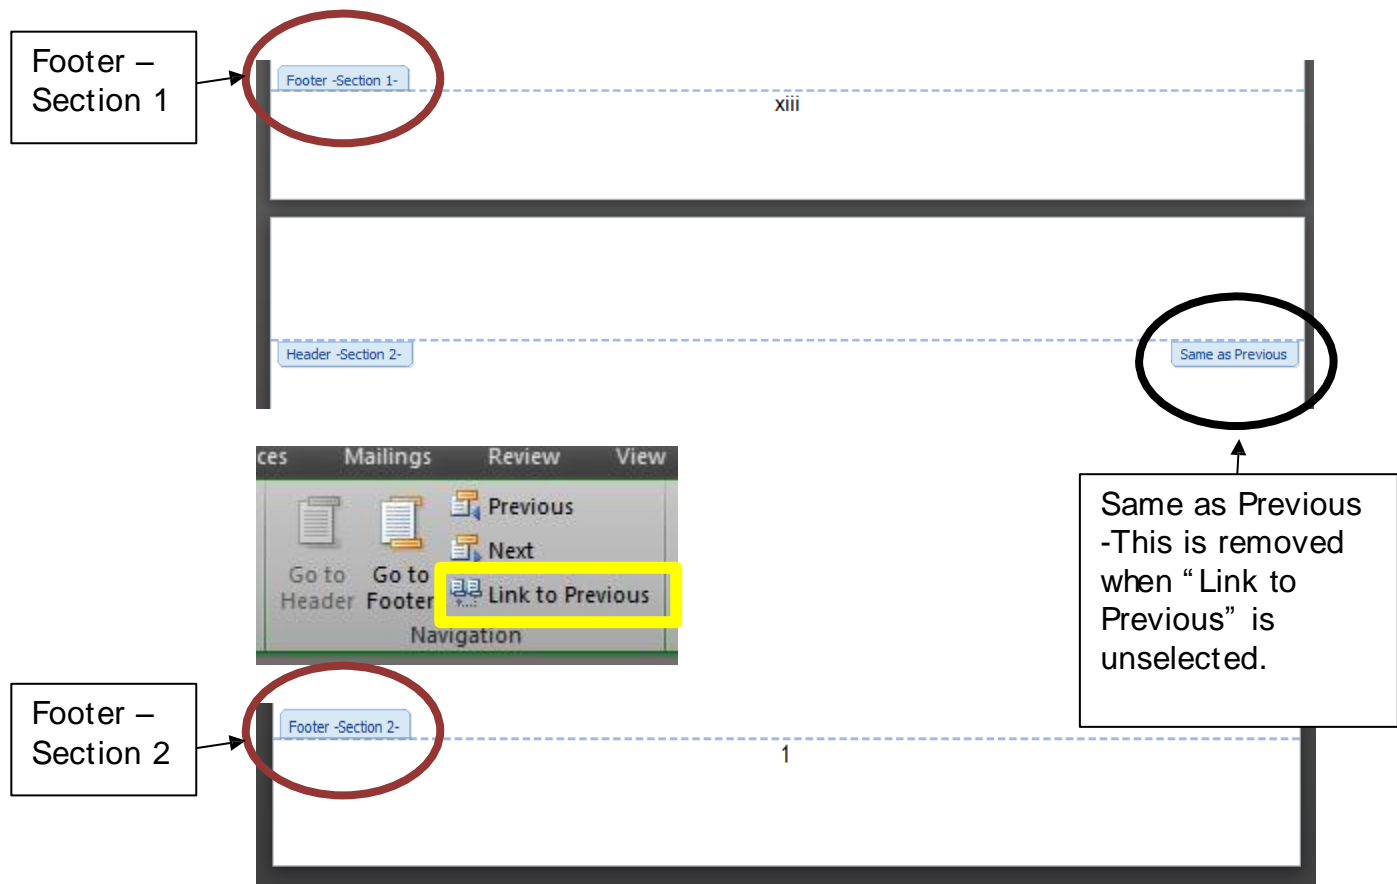 Footer –
Section 1
Footer -Section 1-
xiii
Header -Section 2-
Same as Previous
ces Mailings Review View
Previous
Next
Go to Header
Go to Footer
Link to Previous
Navigation
Same as Previous
-This is removed
when “Link to
Previous” is
unselected.
Footer –
Section 2
Footer -Section 2-
1